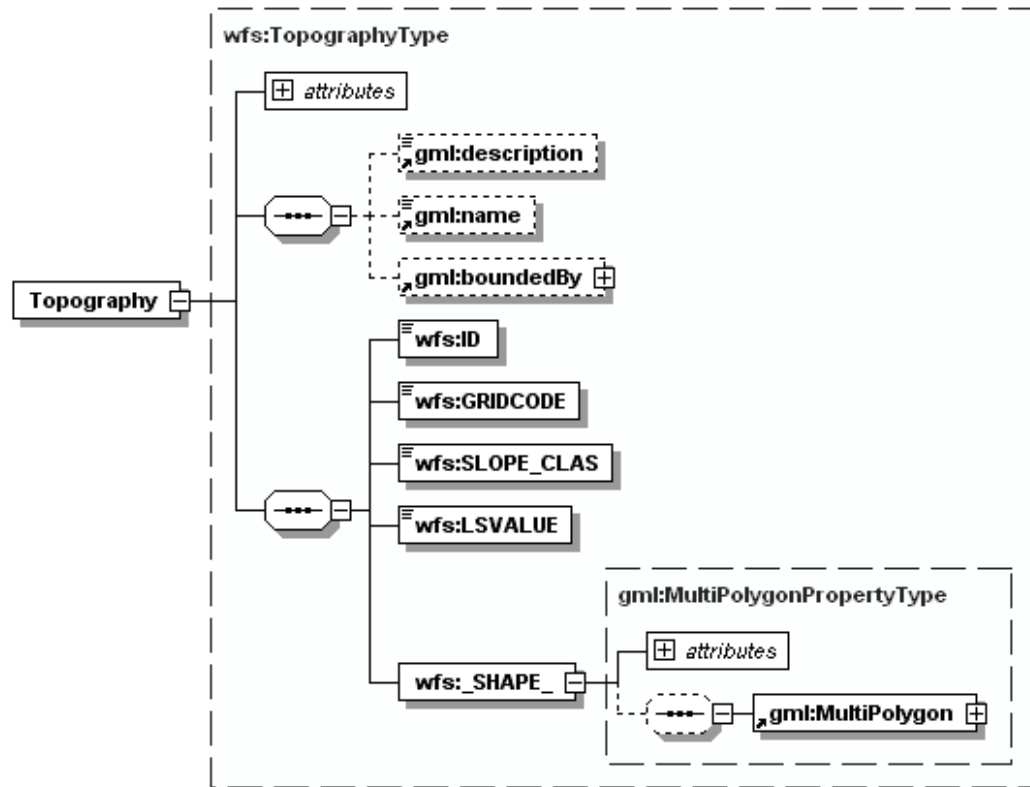 wfs:TopographyType
attributes
gml:description
gml:name
gml:boundedBy
Topography
wfs:ID
wfs:GRIDCODE
wfs:SLOPE_CLAS
wfs:LSVALUE
gml:MultiPolygonPropertyType
attributes
wfs:_SHAPE_
gml:MultiPolygon